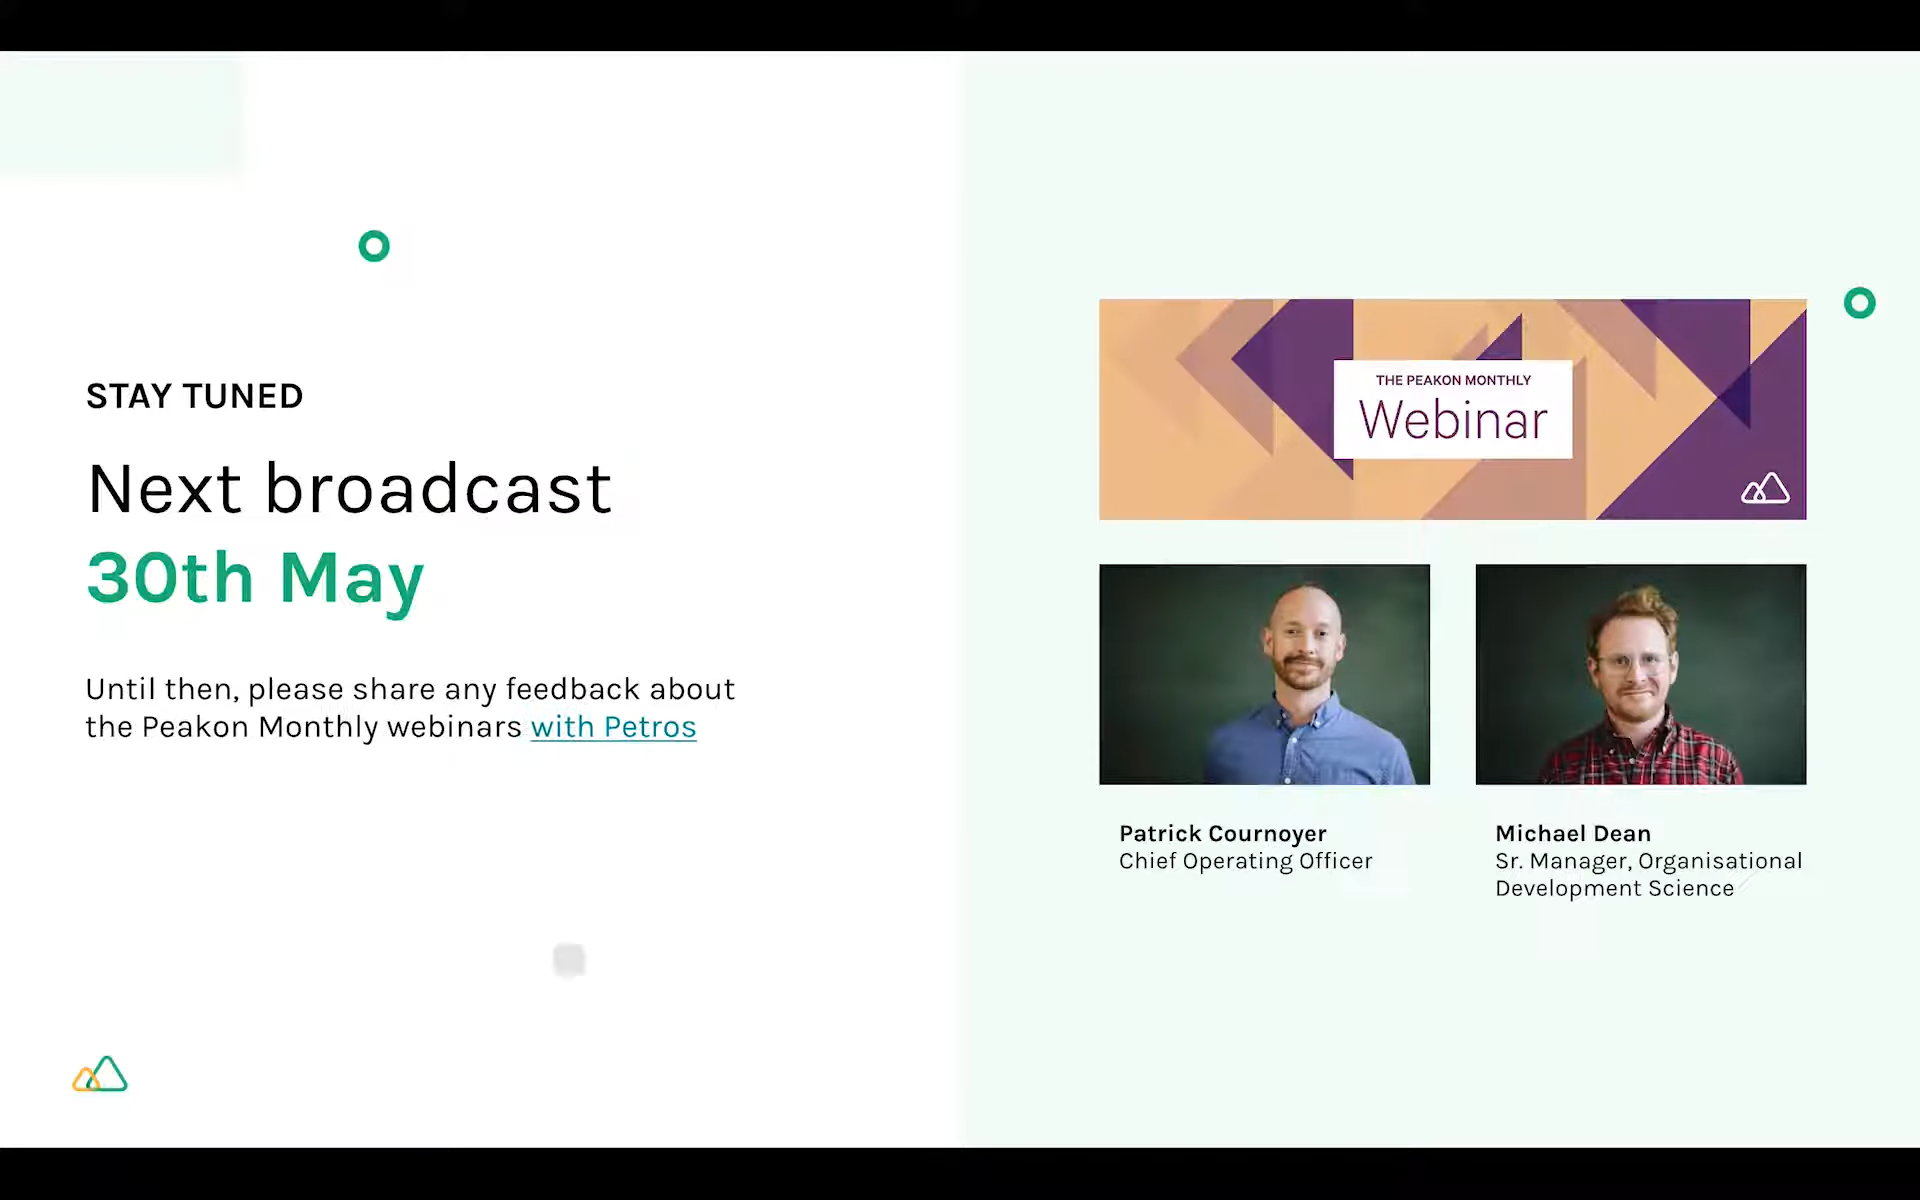 STAY TUNED
Next broadcast
30th May
Until then, please share any feedback about
the Peakon Monthly webinars with Petros
THE PEAKON MONTHLY
Webinar
Patrick Cournoyer
Chief Operating Officer
Michael Dean
Sr. Manager, Organisational
Development Science